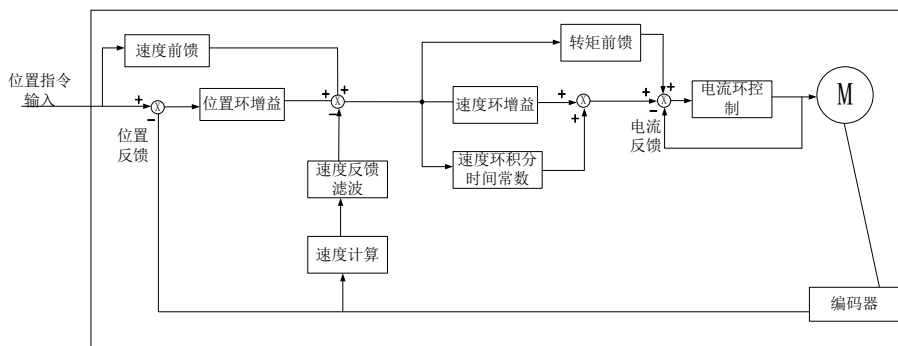 速度前馈
转矩前馈
位置指令
输入
+
-
X
位置环增益
+
+
-
X
速度环增益
+
+
X
+
+
-
X
电流环控
制
M
位置
反馈
电流
反馈
速度反馈
滤波
速度环积分
时间常数
速度计算
编码器